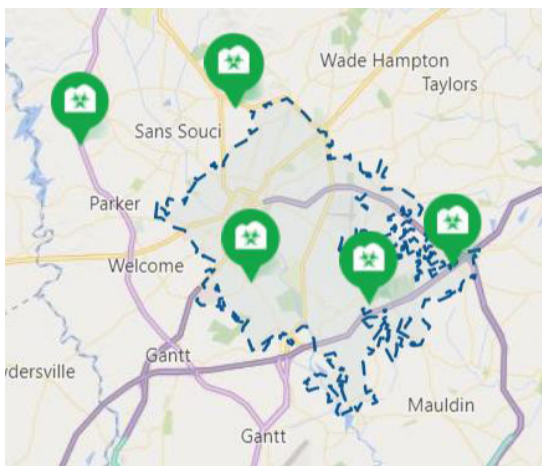 Wade Hampton
Taylors
Sans Souci
Parker
Welcome
Gantt
ydersville
Mauldin
Gantt